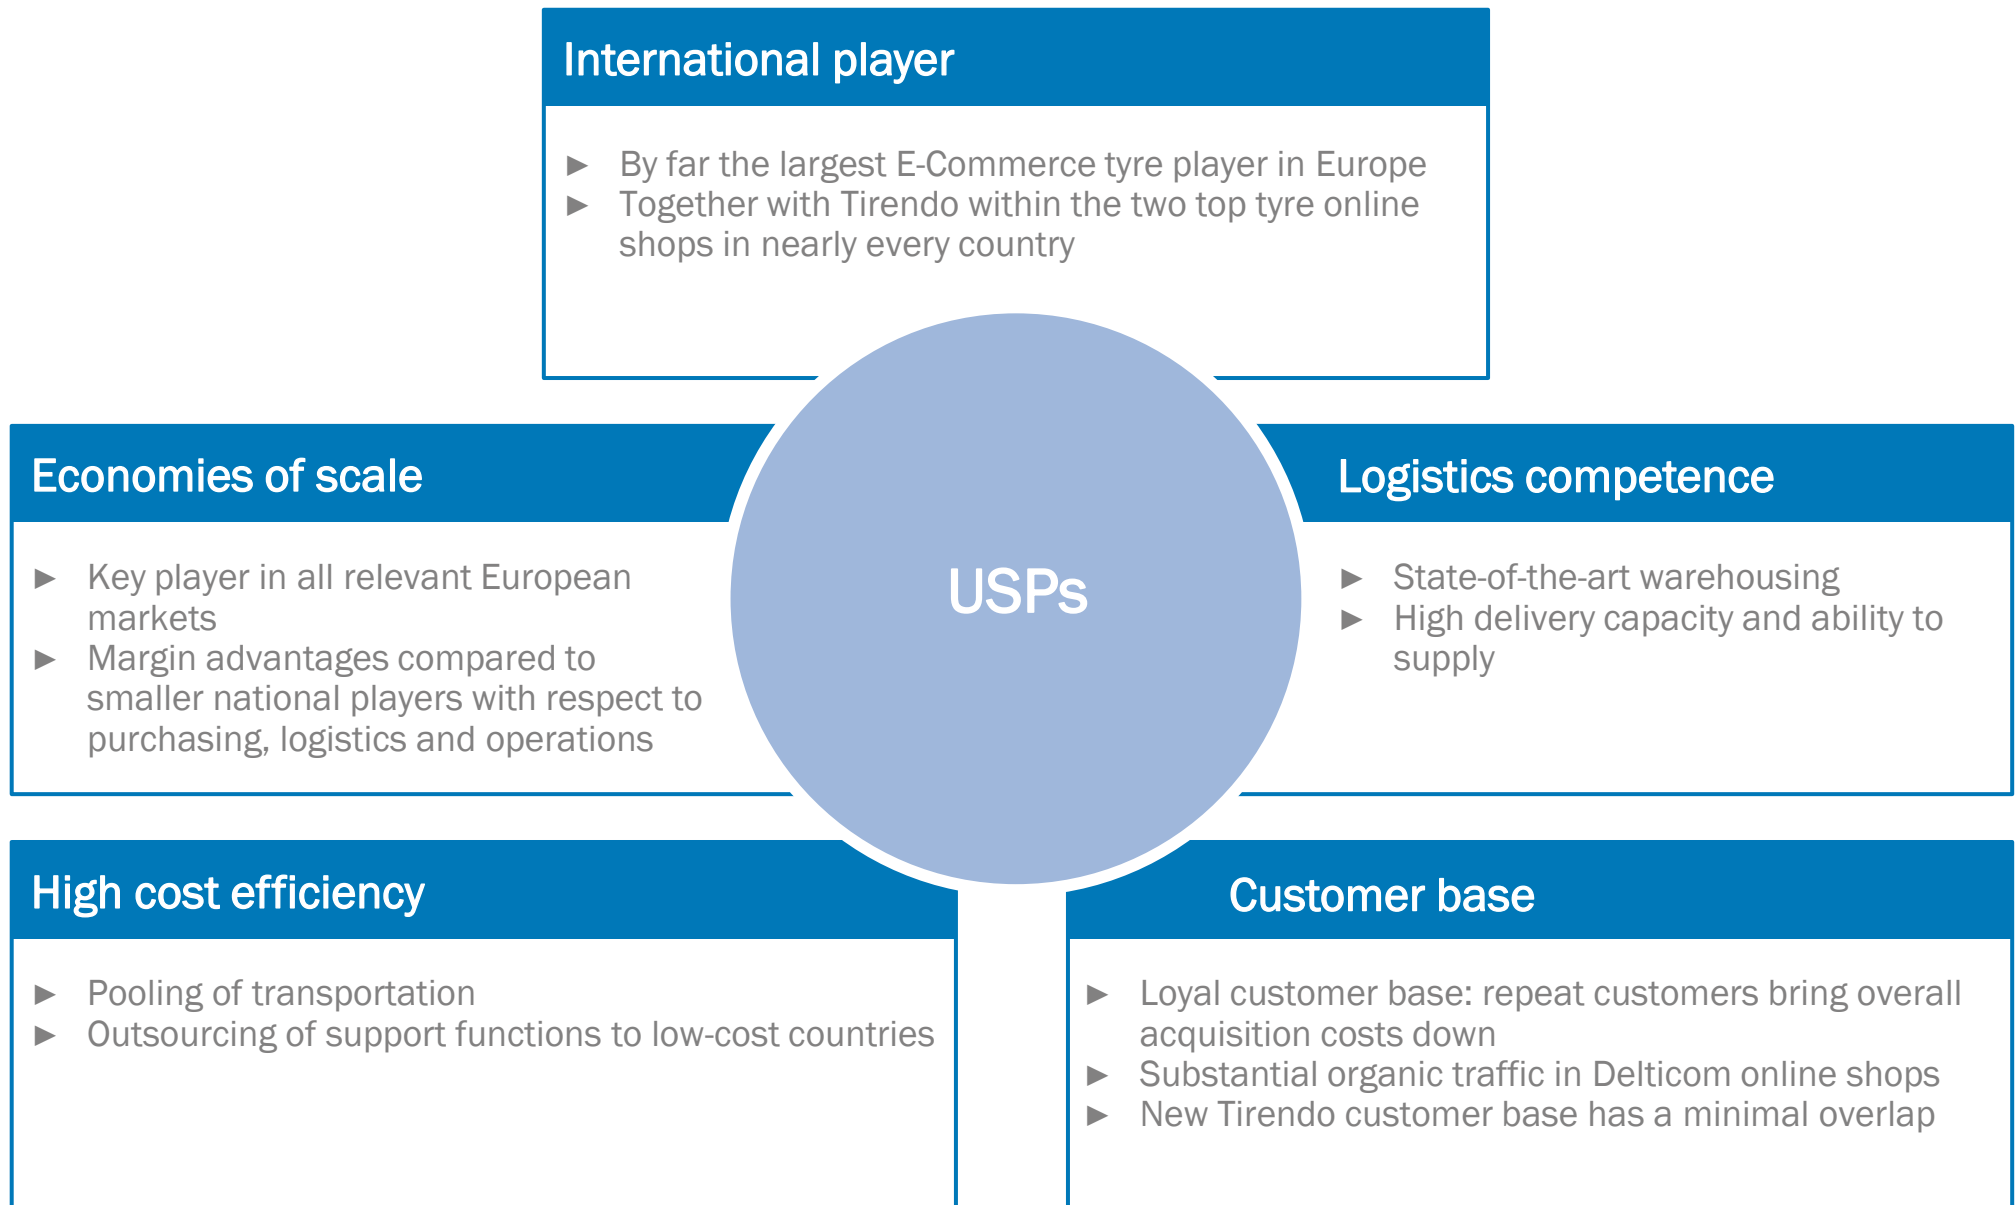 International player
► By far the largest E-Commerce tyre player in Europe
► Together with Tirendo within the two top tyre online
shops in nearly every country
Economies of scale
► Key player in all relevant European
markets
► Margin advantages compared to
smaller national players with respect to
purchasing, logistics and operations
USPs
Logistics competence
► State-of-the-art warehousing
► High delivery capacity and ability to
supply
High cost efficiency
► Pooling of transportation
► Outsourcing of support functions to low-cost countries
Customer base
► Loyal customer base: repeat customers bring overall
acquisition costs down
► Substantial organic traffic in Delticom online shops
► New Tirendo customer base has a minimal overlap